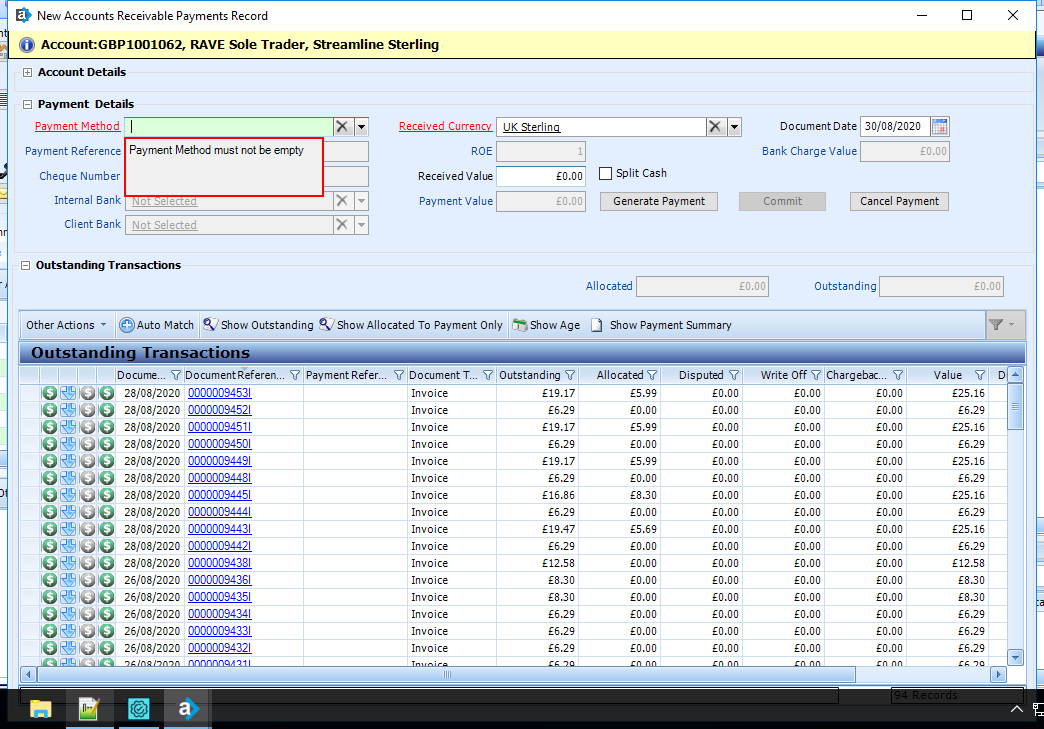 New Accounts Receivable Payments Record
Account:GBP1001062, RAVE Sole Trader, Streamline Sterling
Account Details
Payment Details
Payment Method Received Currency UK Sterling Document Date 30/08/2020
Payment Reference Payment Method must not be empty ROE 1 Bank Charge Value £0.00
Cheque Number Received Value £0.00 Split Cash
Internal Bank Not Selected Payment Value £0.00 Generate Payment Commit Cancel Payment
Client Bank Not Selected
Outstanding Transactions
Allocated £0.00 Outstanding £0.00
Other Actions Auto Match Show Outstanding Show Allocated To Payment Only Show Age Show Payment Summary
Outstanding Transactions
Docume... Document Referen... Payment Refer... Document T... Outstanding Allocated Disputed Write Off Chargebac... Value D
28/08/2020 0000009453I Invoice £19.17 £5.99 £0.00 £0.00 £0.00 £25.16
28/08/2020 0000009452I Invoice £6.29 £0.00 £0.00 £0.00 £0.00 £6.29
28/08/2020 0000009451I Invoice £19.17 £5.99 £0.00 £0.00 £0.00 £25.16
28/08/2020 0000009450I Invoice £6.29 £0.00 £0.00 £0.00 £0.00 £6.29
28/08/2020 0000009449I Invoice £19.17 £5.99 £0.00 £0.00 £0.00 £25.16
28/08/2020 0000009448I Invoice £6.29 £0.00 £0.00 £0.00 £0.00 £6.29
28/08/2020 0000009445I Invoice £16.86 £8.30 £0.00 £0.00 £0.00 £25.16
28/08/2020 0000009444I Invoice £6.29 £0.00 £0.00 £0.00 £0.00 £6.29
28/08/2020 0000009443I Invoice £19.47 £5.69 £0.00 £0.00 £0.00 £25.16
28/08/2020 0000009442I Invoice £6.29 £0.00 £0.00 £0.00 £0.00 £6.29
28/08/2020 0000009438I Invoice £12.58 £0.00 £0.00 £0.00 £0.00 £12.58
26/08/2020 0000009436I Invoice £8.30 £0.00 £0.00 £0.00 £0.00 £8.30
26/08/2020 0000009435I Invoice £8.30 £0.00 £0.00 £0.00 £0.00 £8.30
26/08/2020 0000009434I Invoice £6.29 £0.00 £0.00 £0.00 £0.00 £6.29
26/08/2020 0000009433I Invoice £6.29 £0.00 £0.00 £0.00 £0.00 £6.29
26/08/2020 0000009432I Invoice £6.29 £0.00 £0.00 £0.00 £0.00 £6.29
26/08/2020 0000009431I Invoice £6.29 £0.00 £0.00 £0.00 £0.00 £6.29
94 Records